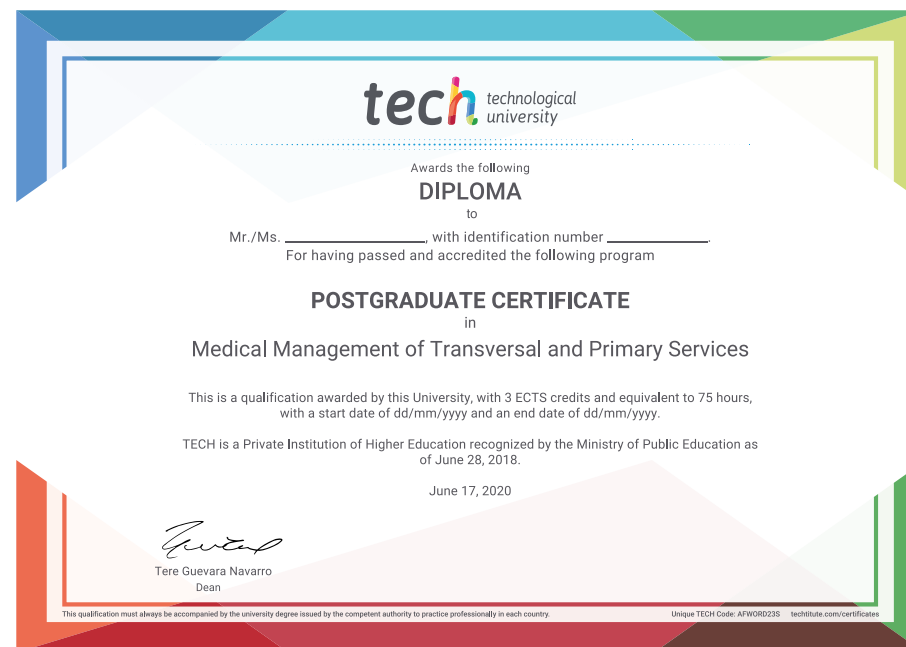 tech technological
university
Awards the following
DIPLOMA
to
Mr./Ms. ____________________, with identification number ______________.
For having passed and accredited the following program
POSTGRADUATE CERTIFICATE
in
Medical Management of Transversal and Primary Services
This is a qualification awarded by this University, with 3 ECTS credits and equivalent to 75 hours,
with a start date of dd/mm/yyyy and an end date of dd/mm/yyyy.
TECH is a Private Institution of Higher Education recognized by the Ministry of Public Education as
of June 28, 2018.
June 17, 2020
Tere Guevara Navarro
Dean
This qualification must always be accompanied by the university degree issued by the competent authority to practice professionally in each country. Unique TECH Code: AFWORD23S techtitute.com/certificates